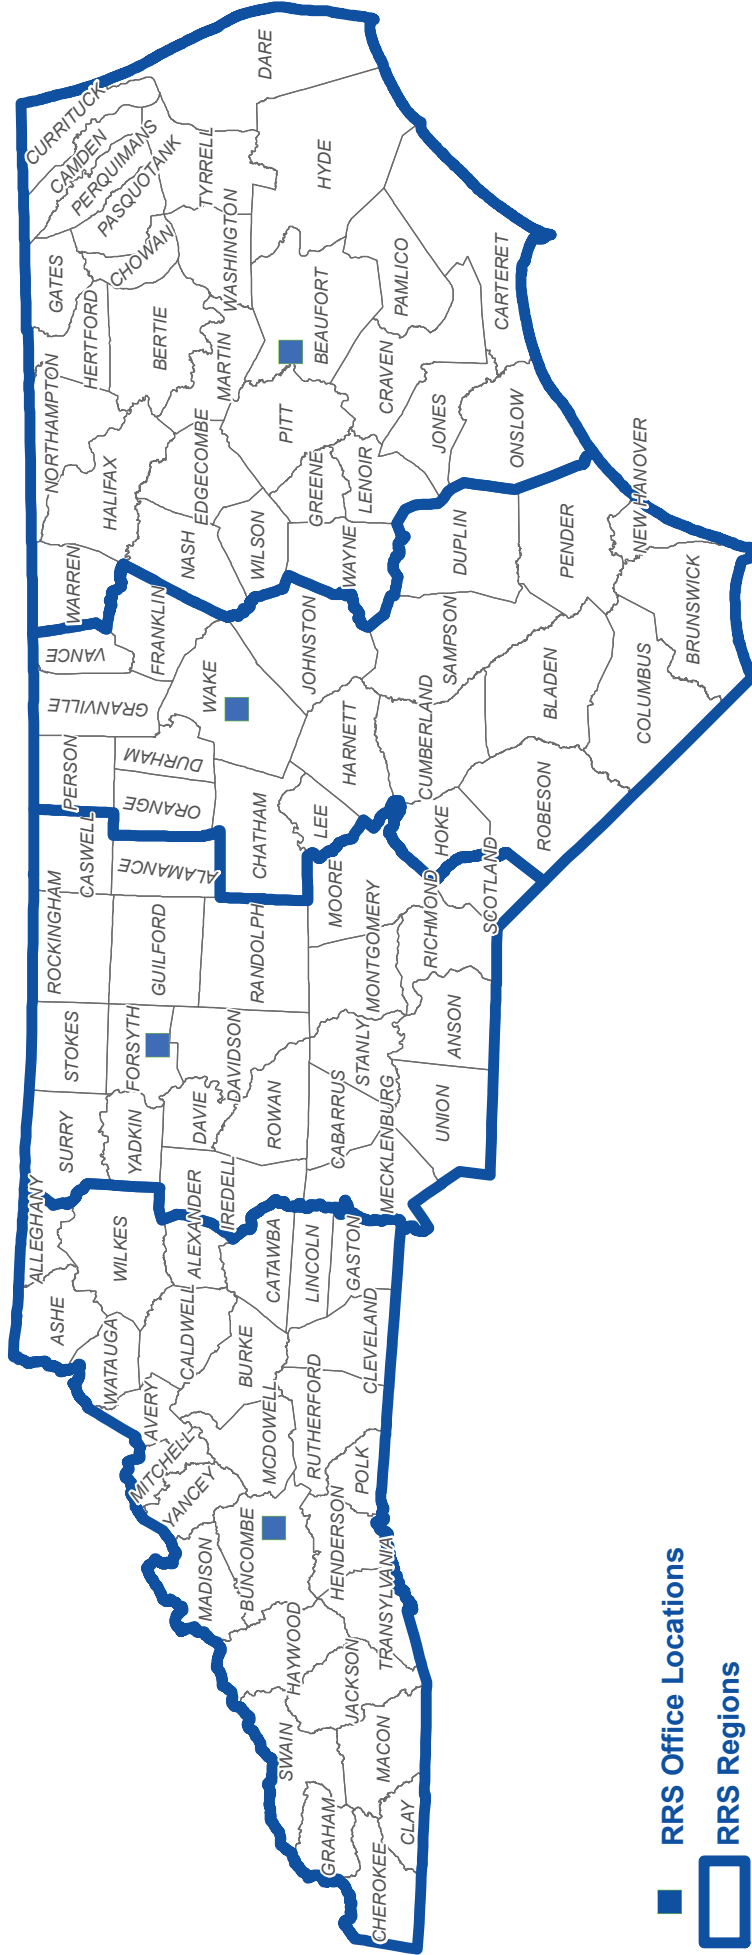 ALLEGHANY
ASHE
SURRY
STOKES
ROCKINGHAM
CASWELL
PERSON
GRANVILLE
VANCE
WARREN
NORTHAMPTON
GATES
HERTFORD
CURRITUCK
CAMDEN
PERQUIMANS
PASQUOTANK
CHOWAN
HALIFAX
BERTIE
WATAUGA
WILKES
YADKIN
FORSYTH
GUILFORD
ALAMANCE
ORANGE
DURHAM
FRANKLIN
NASH
EDGECOMBE
MARTIN
WASHINGTON
TYRRELL
DARE
AVERY
MITCHELL
YANCEY
CALDWELL
ALEXANDER
IREDELL
DAVIE
DAVIDSON
RANDOLPH
CHATHAM
WAKE
WILSON
PITT
BEAUFORT
HYDE
MADISON
BUNCOMBE
MCDOWELL
BURKE
CATAWBA
ROWAN
JOHNSTON
WAYNE
GREENE
LENOIR
CRAVEN
PAMLICO
HAYWOOD
SWAIN
GRAHAM
CHEROKEE
CLAY
MACON
JACKSON
TRANSYLVANIA
HENDERSON
POLK
RUTHERFORD
CLEVELAND
LINCOLN
GASTON
MECKLENBURG
CABARRUS
STANLY
MONTGOMERY
MOORE
LEE
HARNETT
UNION
ANSON
RICHMOND
SCOTLAND
HOKE
CUMBERLAND
SAMPSON
DUPLIN
JONES
ONSLOW
CARTERET
ROBESON
BLADEN
PENDER
NEW HANOVER
COLUMBUS
BRUNSWICK
RRS Office Locations
RRS Regions